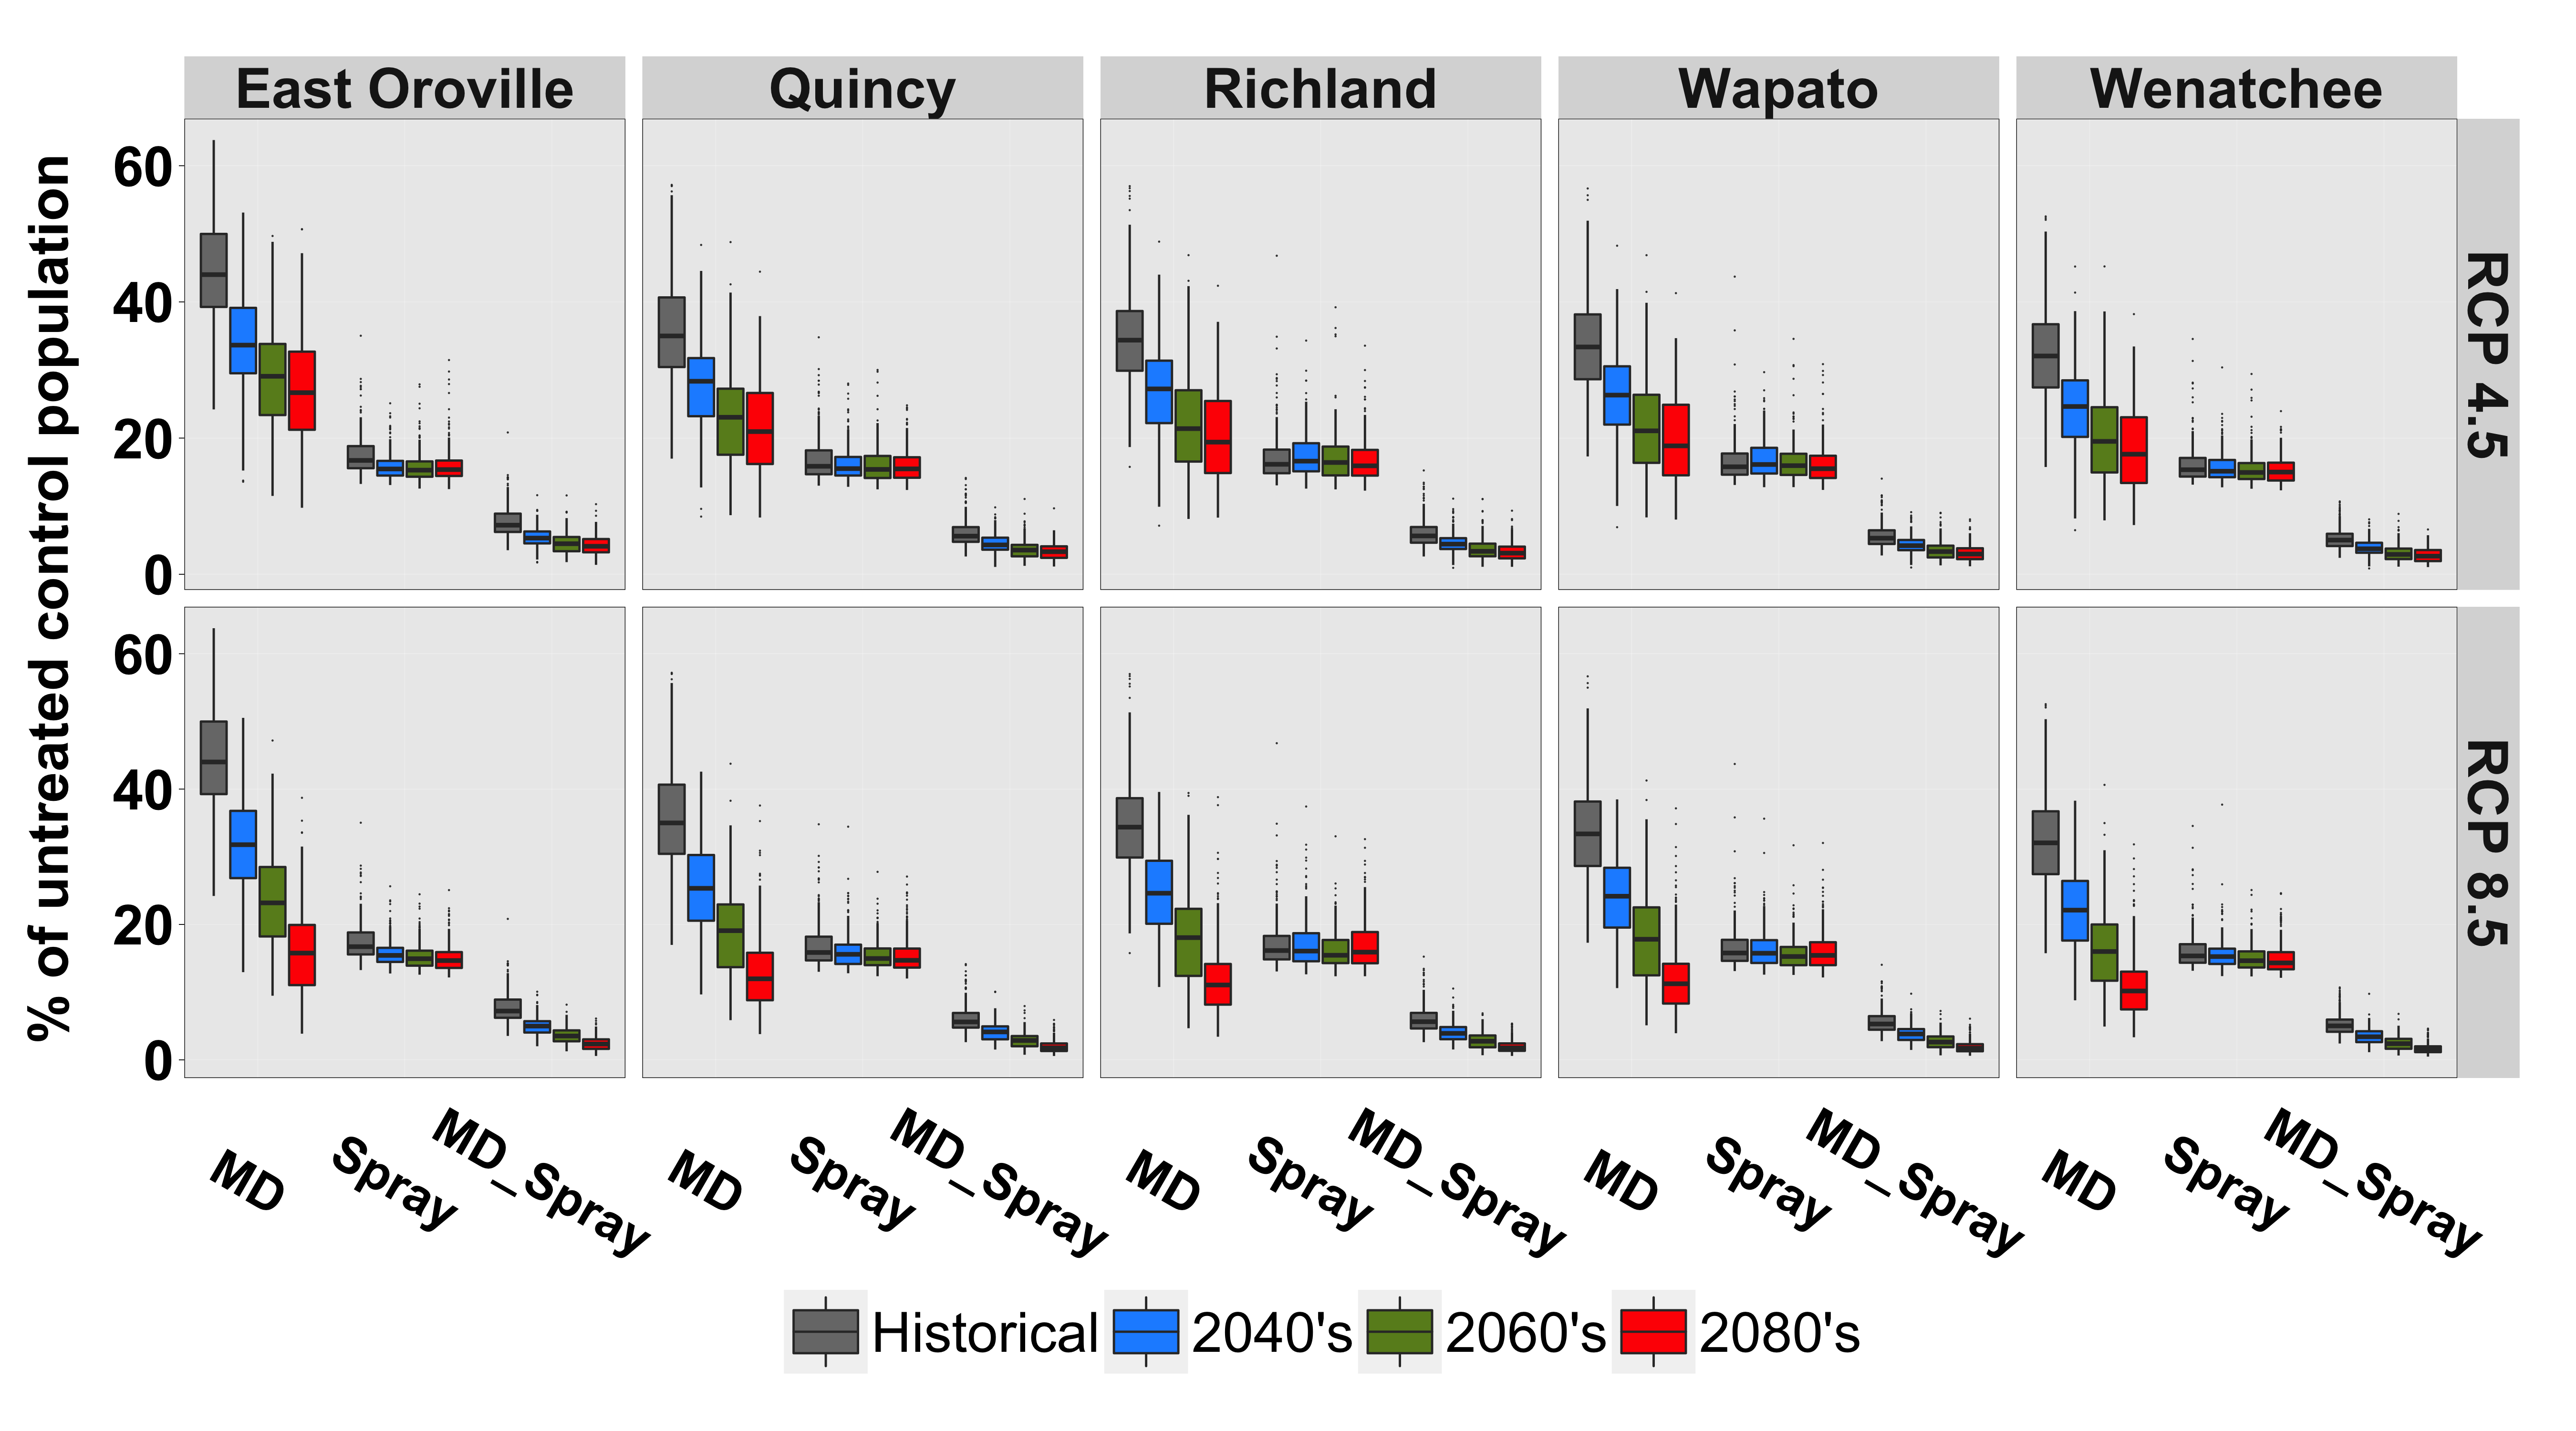 East Oroville Quincy Richland Wapato Wenatchee
% of untreated control population
60
40
20
0
RCP 4.5
60
40
20
0
RCP 8.5
MD Spray MD_Spray MD Spray MD_Spray MD Spray MD_Spray MD Spray MD_Spray MD Spray MD_Spray
Historical 2040's 2060's 2080's